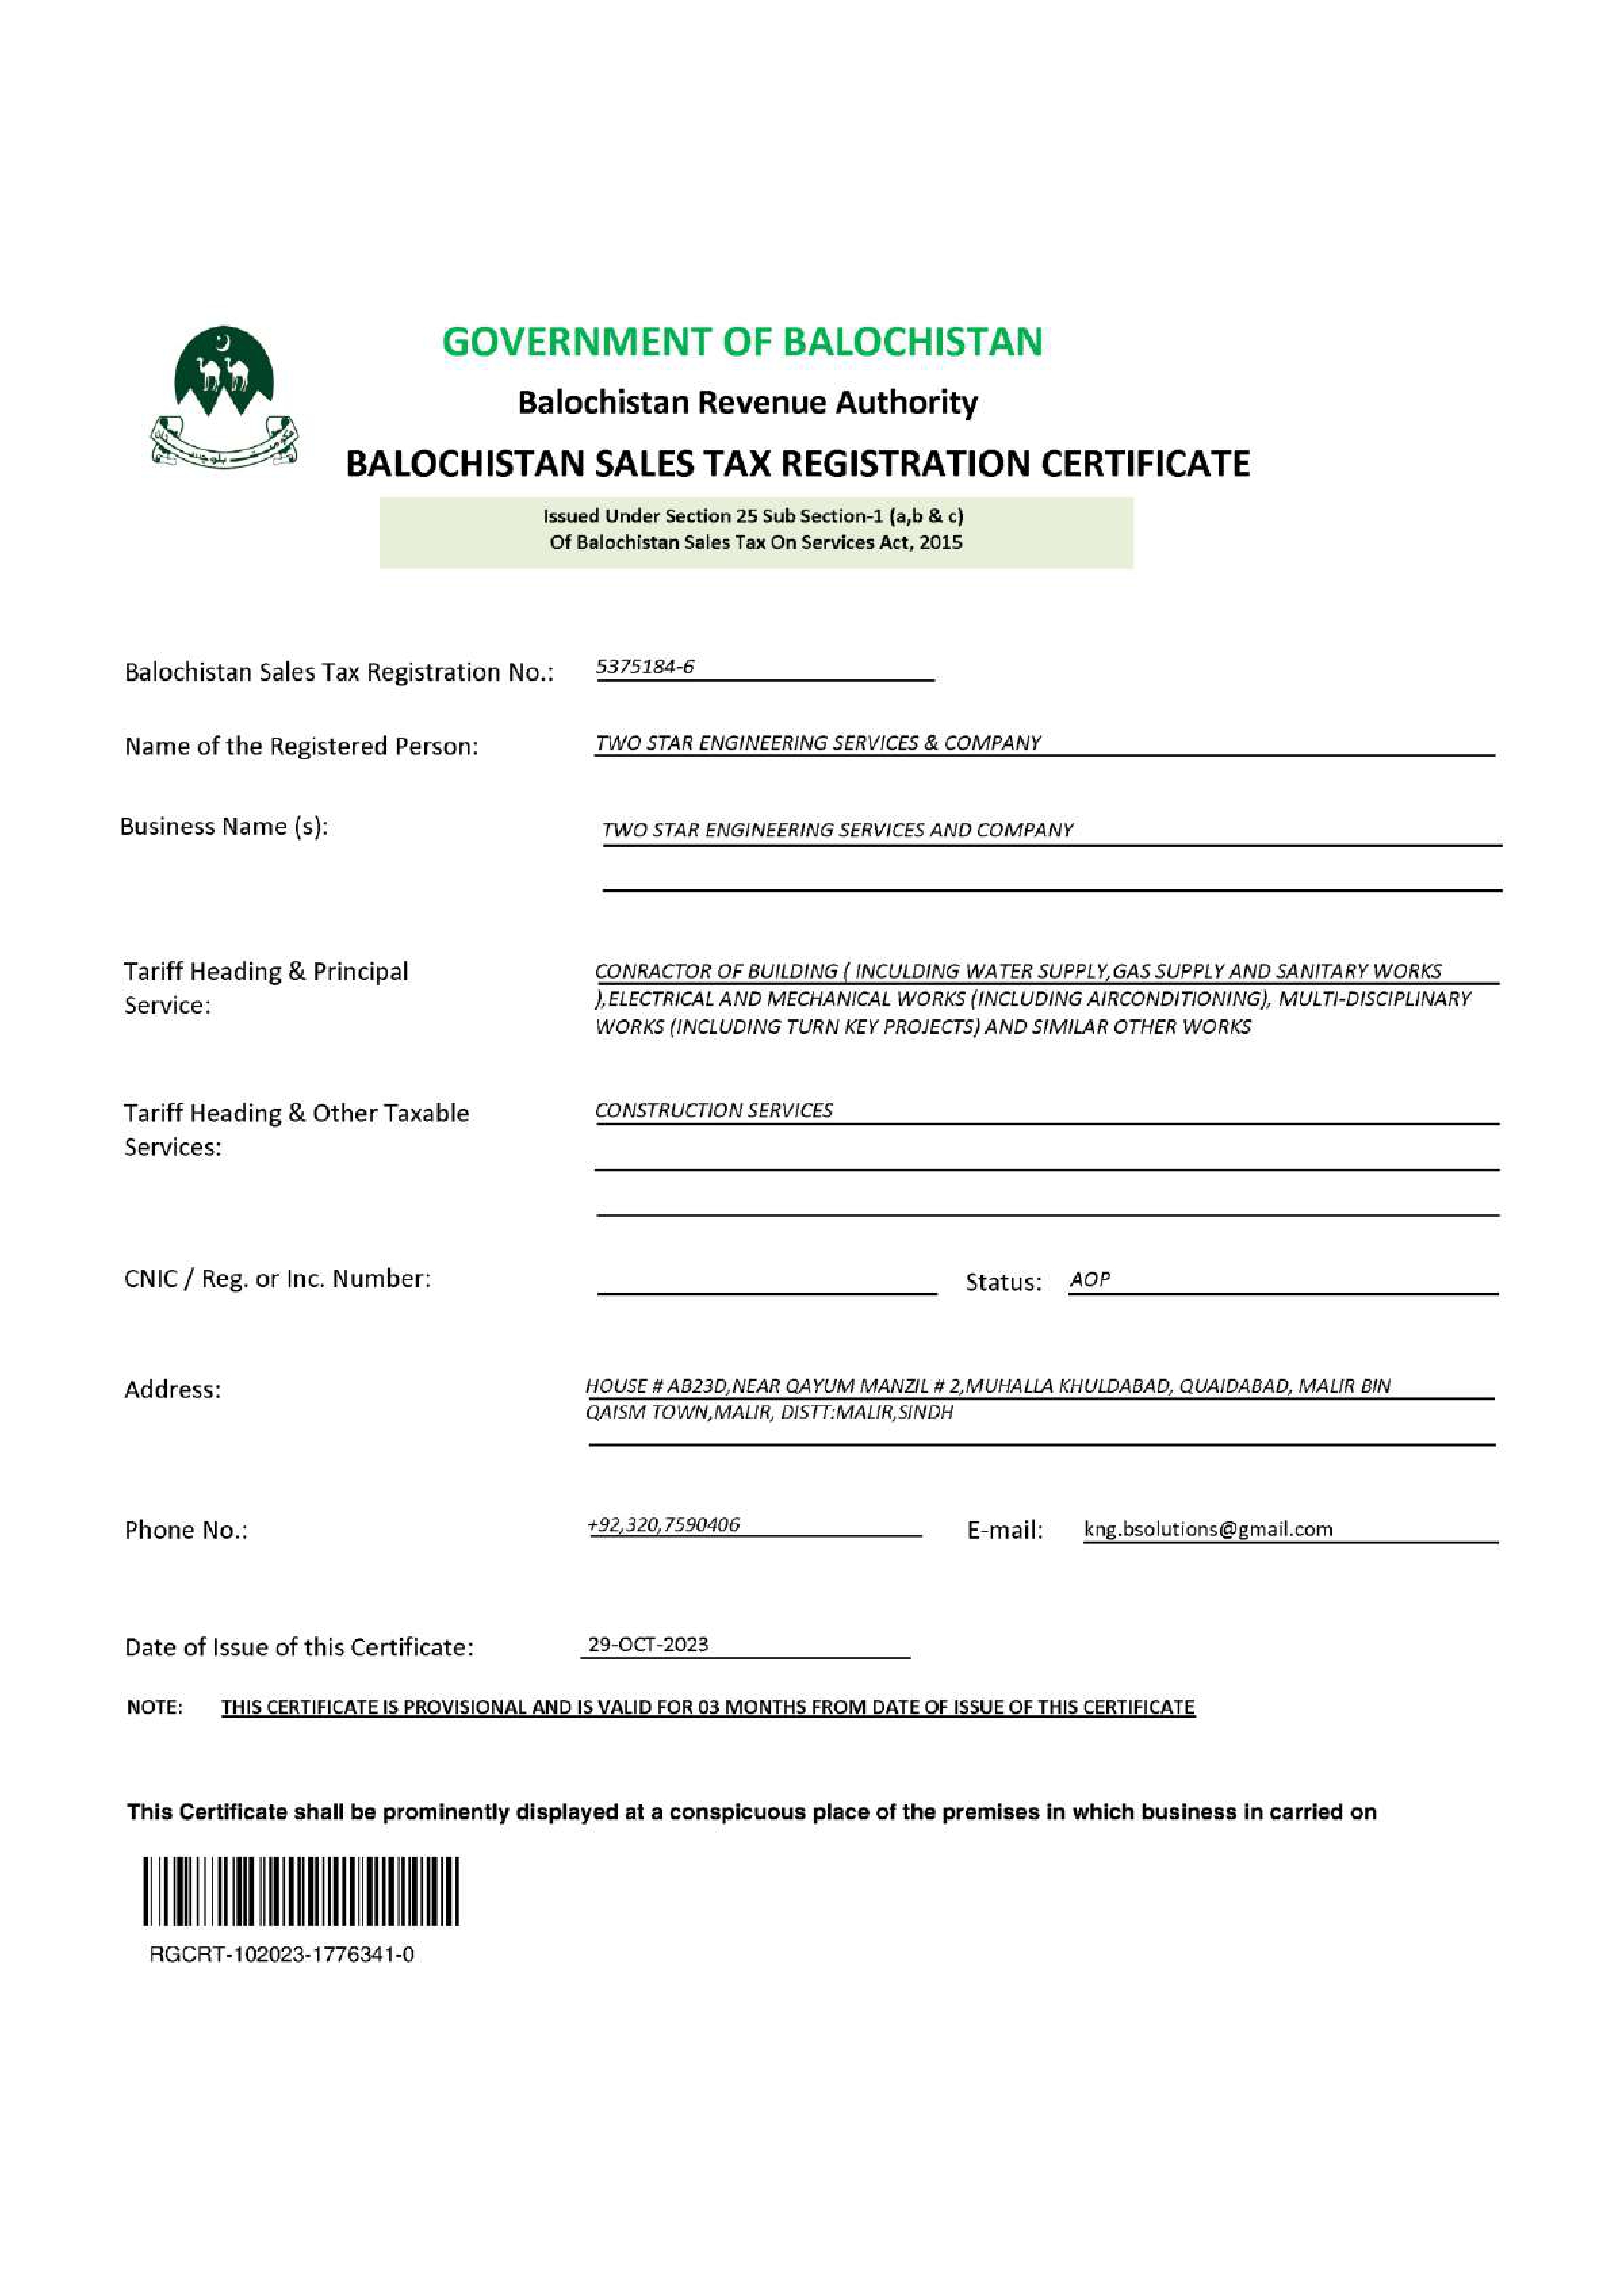 GOVERNMENT OF BALOCHISTAN
Balochistan Revenue Authority
BALOCHISTAN SALES TAX REGISTRATION CERTIFICATE
Issued Under Section 25 Sub Section-1 (a,b & c)
Of Balochistan Sales Tax On Services Act, 2015
Balochistan Sales Tax Registration No.: 5375184-6
Name of the Registered Person: TWO STAR ENGINEERING SERVICES & COMPANY
Business Name (s): TWO STAR ENGINEERING SERVICES AND COMPANY
Tariff Heading & Principal CONRACTOR OF BUILDING ( INCULDING WATER SUPPLY,GAS SUPPLY AND SANITARY WORKS
Service: ),ELECTRICAL AND MECHANICAL WORKS (INCLUDING AIRCONDITIONING), MULTI-DISCIPLINARY
WORKS (INCLUDING TURN KEY PROJECTS) AND SIMILAR OTHER WORKS
Tariff Heading & Other Taxable CONSTRUCTION SERVICES
Services:
CNIC / Reg. or Inc. Number: Status: AOP
Address: HOUSE # AB23D,NEAR QAYUM MANZIL # 2,MUHALLA KHULDABAD, QUAIDABAD, MALIR BIN
QAISM TOWN,MALIR, DISTT:MALIR,SINDH
Phone No.: +92,320,7590406 E-mail: kng.bsolutions@gmail.com
Date of Issue of this Certificate: 29-OCT-2023
NOTE: THIS CERTIFICATE IS PROVISIONAL AND IS VALID FOR 03 MONTHS FROM DATE OF ISSUE OF THIS CERTIFICATE
This Certificate shall be prominently displayed at a conspicuous place of the premises in which business in carried on
RGCRT-102023-1776341-0